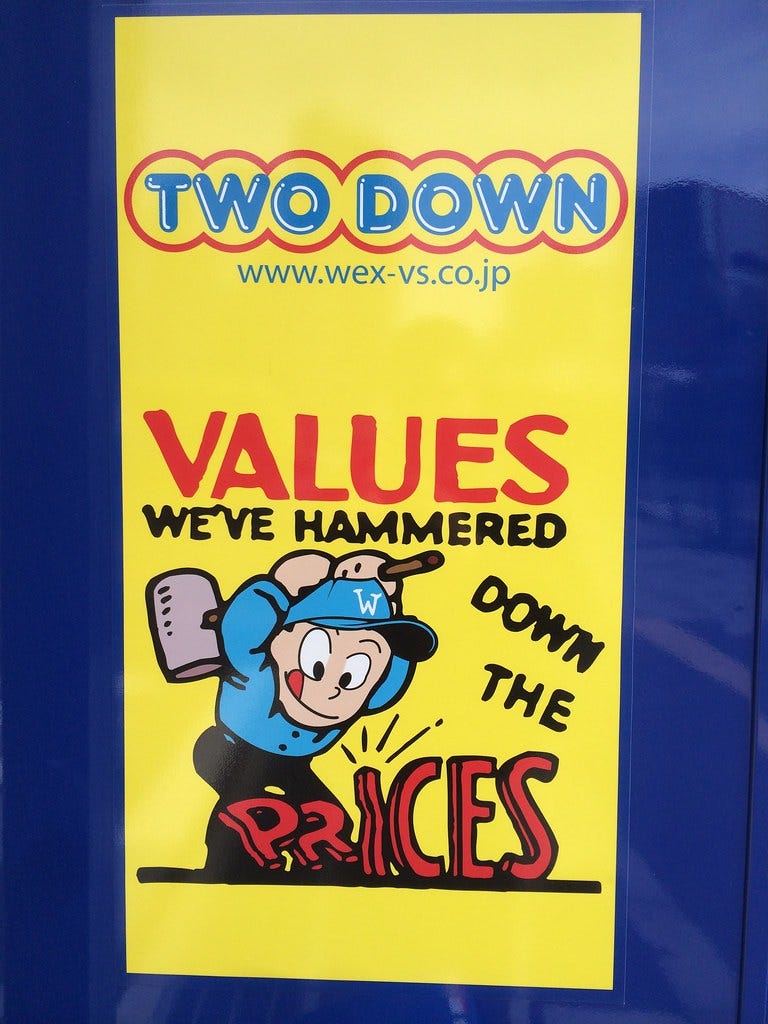 TWO DOWN
www.wex-vs.co.jp
VALUES
WE'VE HAMMERED
W
DOWN
THE
PRICES